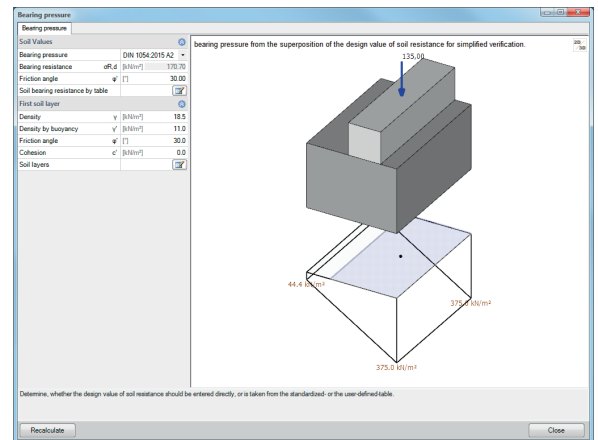 Bearing pressure
Bearing pressure
Soil Values
Bearing pressure DIN 1054:2015 A2
Bearing resistance σR,d [kN/m²] 170.70
Friction angle φ' [°] 30.00
Soil bearing resistance by table
First soil layer
Density γ [kN/m³] 18.5
Density by buoyancy γ' [kN/m³] 11.0
Friction angle φ' [°] 30.0
Cohesion c' [kN/m²] 0.0
Soil layers
bearing pressure from the superposition of the design value of soil resistance for simplified verification.
135,00
44.4 kN/m²
375.0 kN/m²
375.0 kN/m²
Determine, whether the design value of soil resistance should be entered directly, or is taken from the standardized- or the user-defined-table.
Recalculate
Close